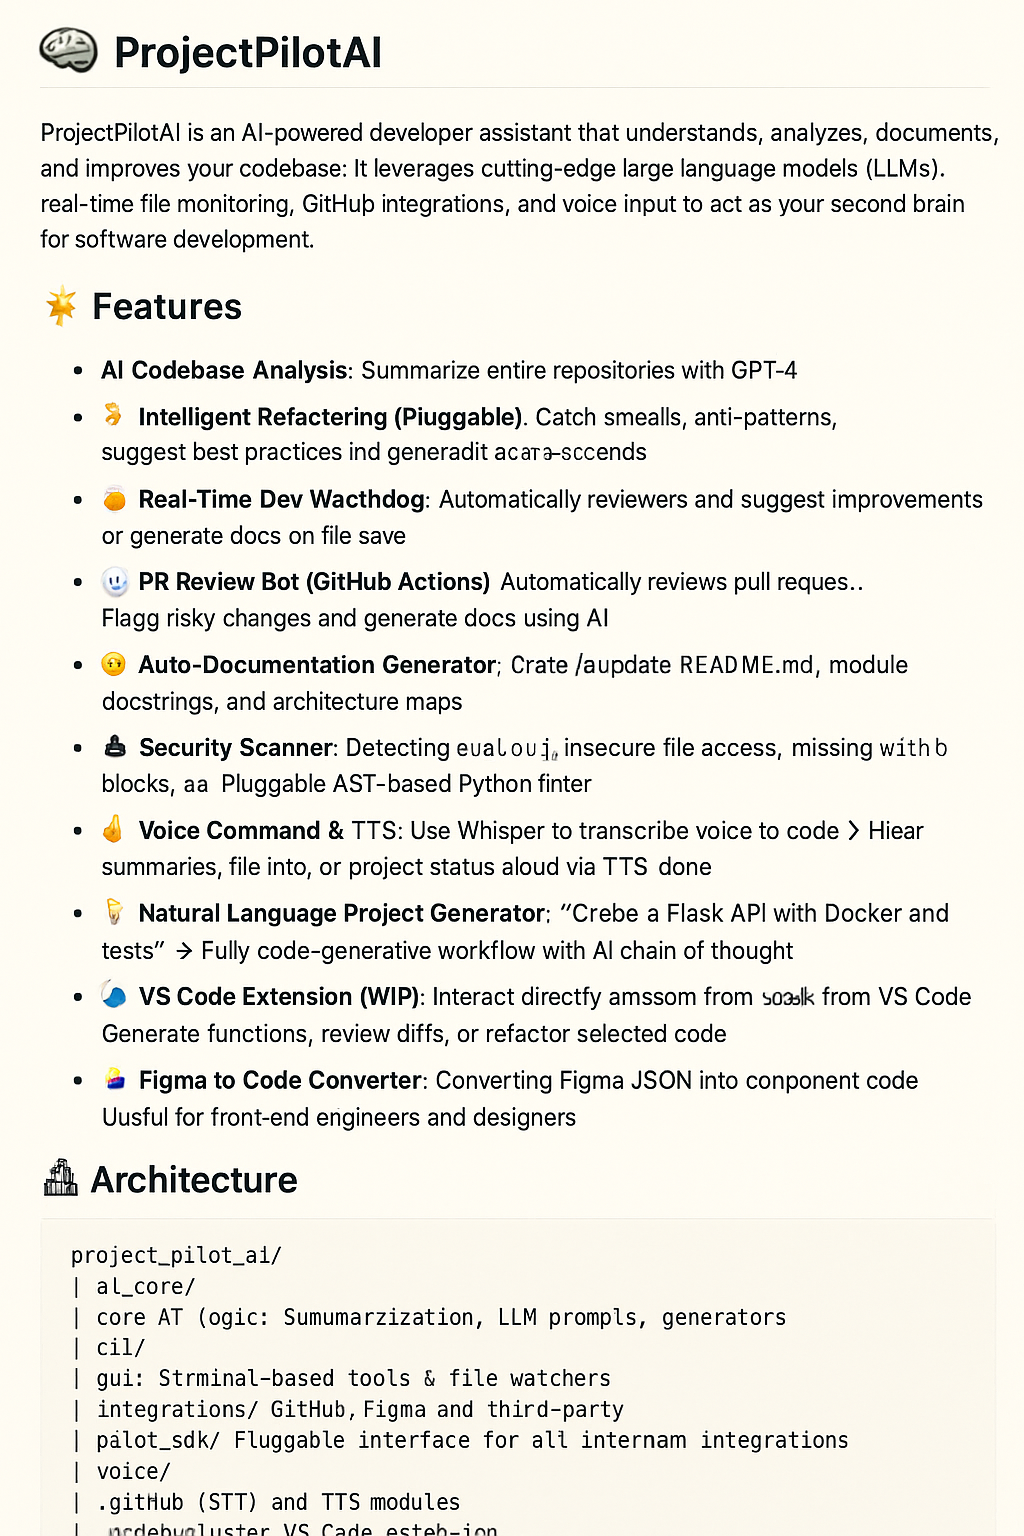 ProjectPilotAI
ProjectPilotAI is an AI-powered developer assistant that understands, analyzes, documents,
and improves your codebase: It leverages cutting-edge large language models (LLMs).
real-time file monitoring, GitHuþ integrations, and voice input to act as your second brain
for software development.
Features
• AI Codebase Analysis: Summarize entire repositories with GPT-4
• Intelligent Refactering (Piuggable). Catch smealls, anti-patterns,
suggest best practices ind generadit
• Real-Time Dev Wacthdog: Automatically reviewers and suggest improvements
or generate docs on file save
• PR Review Bot (GitHub Actions) Automatically reviews pull reques..
Flagg risky changes and generate docs using AI
• Auto-Documentation Generator; Crate /aupdate README.md, module
docstrings, and architecture maps
• Security Scanner: Detecting insecure file access, missing with b
blocks, aa Pluggable AST-based Python finter
• Voice Command & TTS: Use Whisper to transcribe voice to code > Hiear
summaries, file into, or project status aloud via TTS done
• Natural Language Project Generator: “Crebe a Flask API with Docker and
tests” → Fully code-generative workflow with AI chain of thought
• VS Code Extension (WIP): Interact directfy amssom from from VS Code
Generate functions, review diffs, or refactor selected code
• Figma to Code Converter: Converting Figma JSON into conponent code
Uusful for front-end engineers and designers
Architecture
project_pilot_ai/
| al_core/
| core AT (ogic: Sumumarzization, LLM prompls, generators
| cil/
| gui: Strminal-based tools & file watchers
| integrations/ GitHub, Figma and third-party
| pailot_sdk/ Fluggable interface for all internam integrations
| voice/
| .gitHub (STT) and TTS modules
| VS Cade